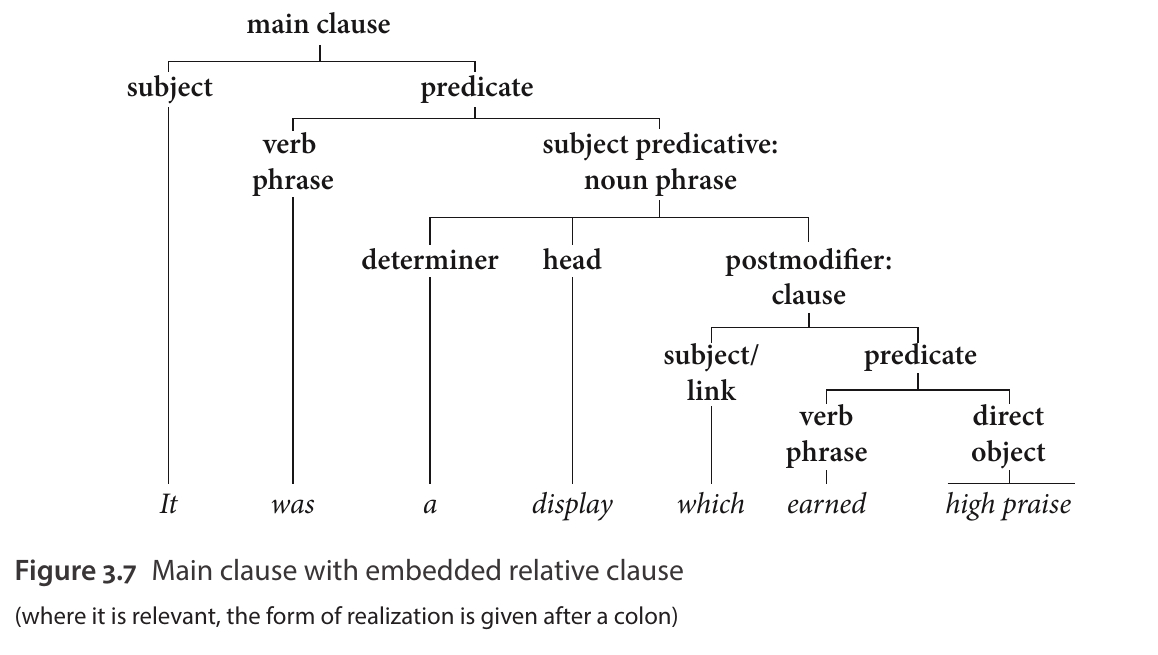 main clause
subject predicate
verb subject predicative:
phrase noun phrase
determiner head postmodifier:
clause
subject/ predicate
link
verb direct
phrase object
It was a display which earned high praise
Figure 3.7 Main clause with embedded relative clause
(where it is relevant, the form of realization is given after a colon)